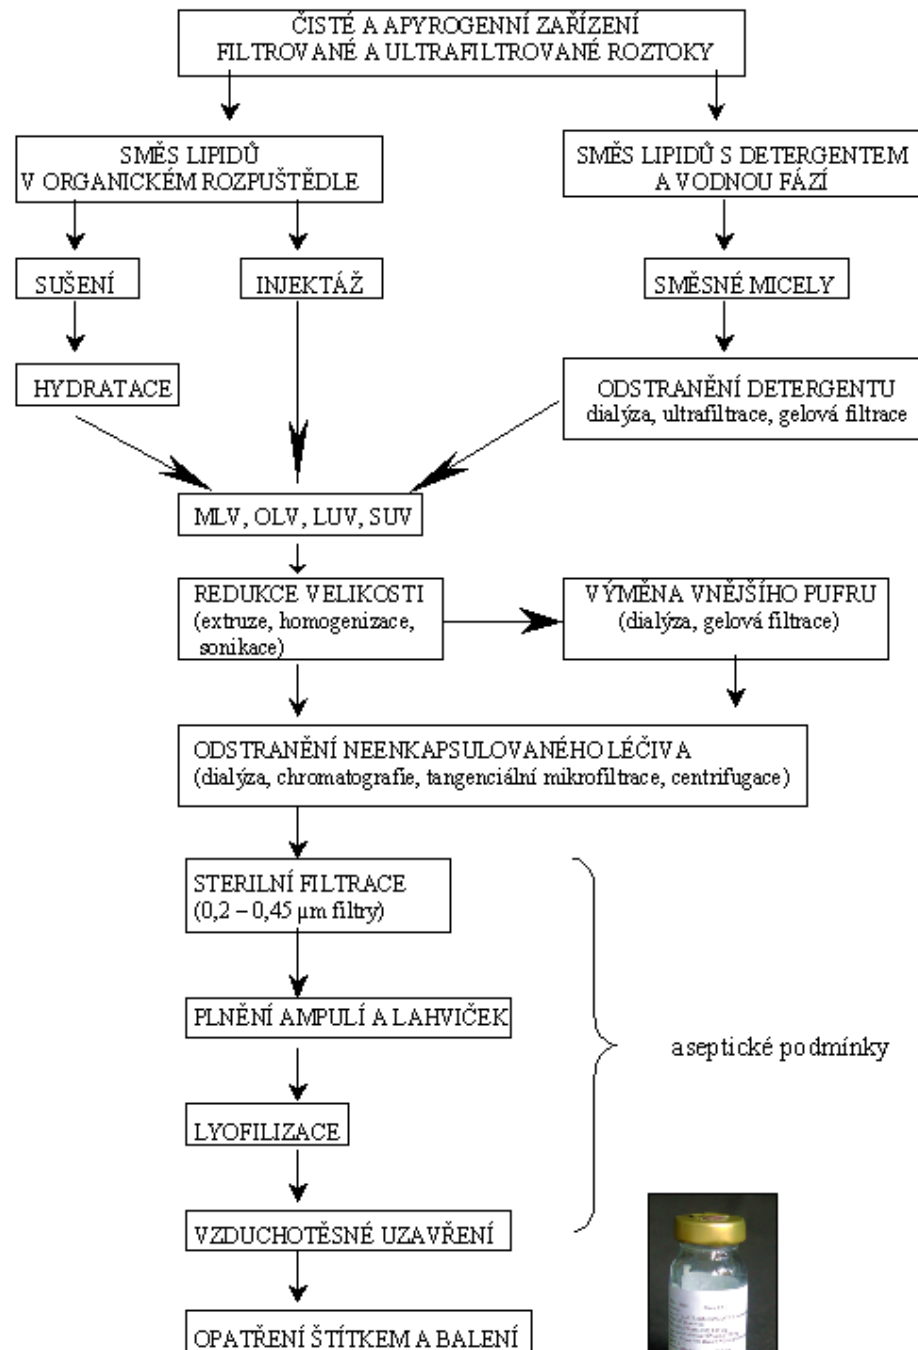 ČISTÉ A APYROGENNÍ ZAŘÍZENÍ
FILTROVANÉ A ULTRAFILTROVANÉ ROZTOKY
SMĚS LIPIDŮ
V ORGANICKÉM ROZPUŠTĚDLE
SMĚS LIPIDŮ S DETERGENTEM
A VODNOU FÁZÍ
SUŠENÍ
INJEKTÁŽ
SMĚSNÉ MICELY
HYDRATACE
ODSTRANĚNÍ DETERGENTU
dialýza, ultrafiltrace, gelová filtrace
MLV, OLV, LUV, SUV
REDUKCE VELIKOSTI
(extruze, homogenizace,
sonikace)
VÝMĚNA VNĚJŠÍHO PUFRU
(dialýza, gelová filtrace)
ODSTRANĚNÍ NEENKAPSULOVANÉHO LÉČIVA
(dialýza, chromatografie, tangenciální mikrofiltrace, centrifugace)
STERILNÍ FILTRACE
(0,2 – 0,45 µm filtry)
PLNĚNÍ AMPULÍ A LAHVIČEK
aseptické podmínky
LYOFILIZACE
VZDUCHOTĚSNÉ UZAVŘENÍ
OPATŘENÍ ŠTÍTKEM A BALENÍ